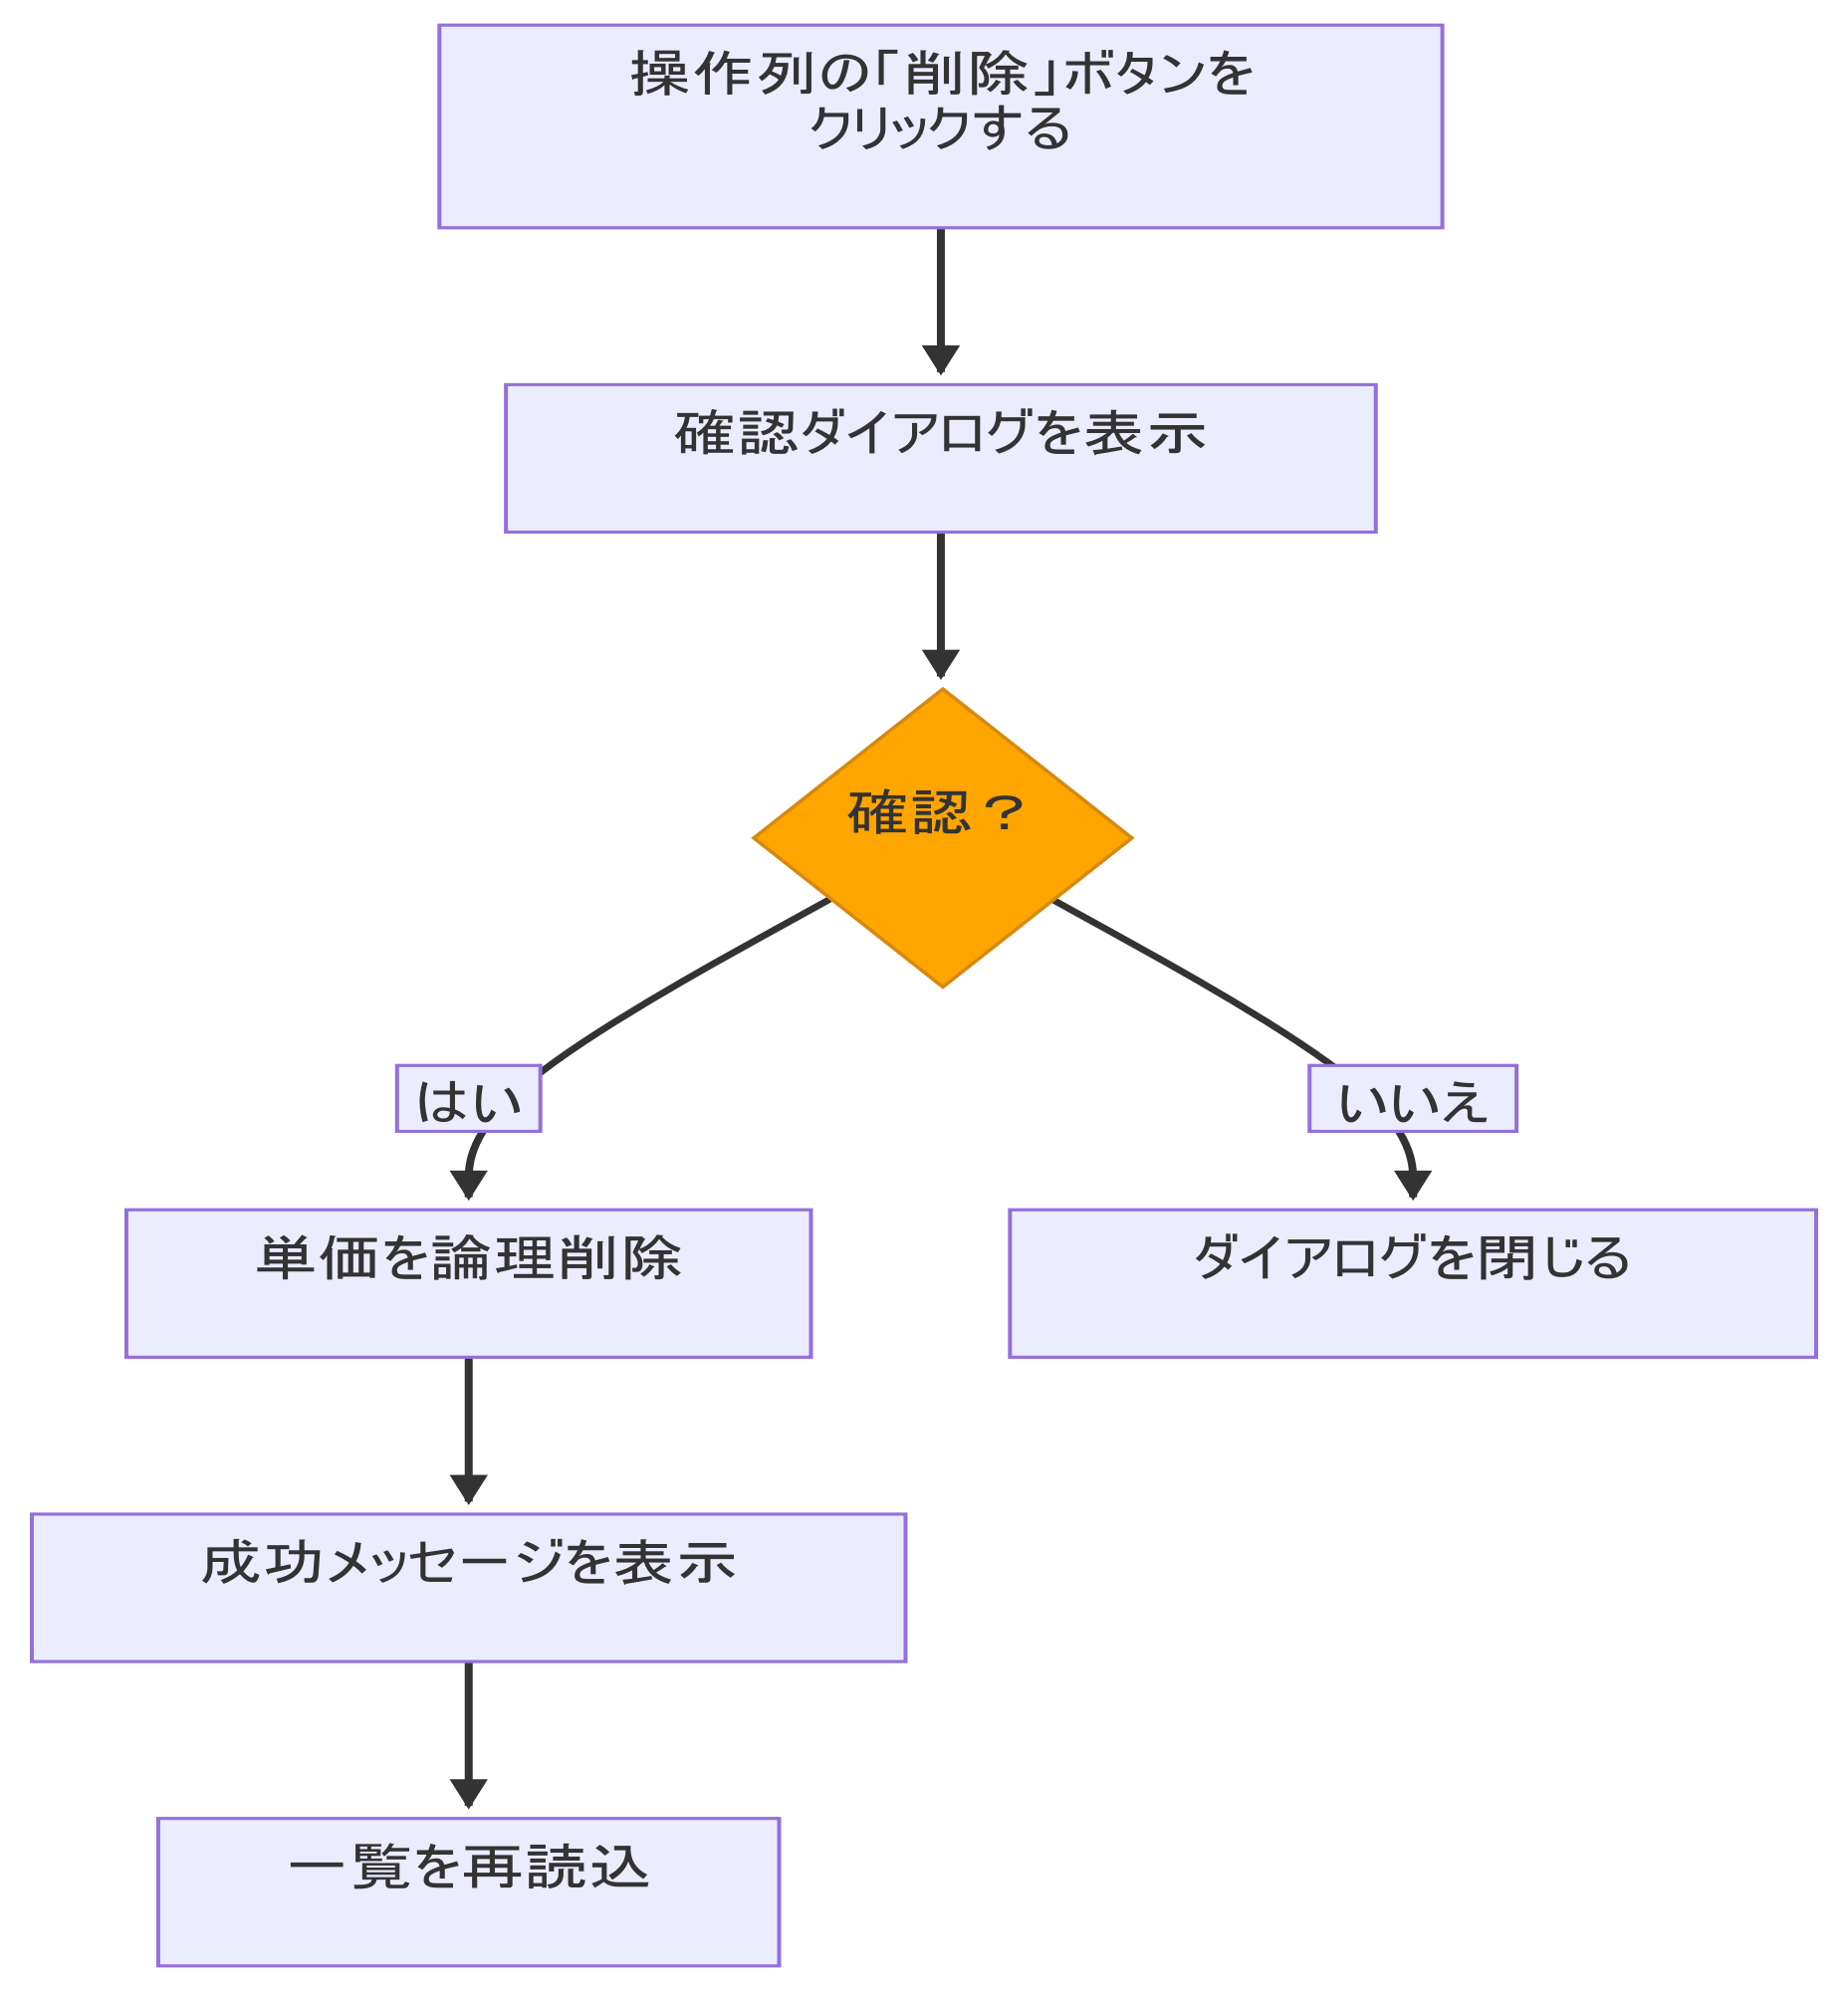 操作列の「削除」ボタンを
クリックする
確認ダイアログを表示
確認？
はい
いいえ
単価を論理削除
ダイアログを閉じる
成功メッセージを表示
一覧を再読込